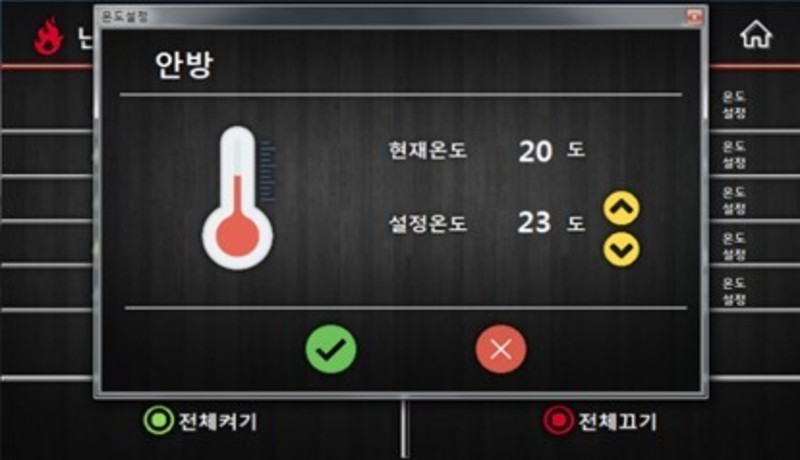 온도설정
안방
현재온도 20 도
설정온도 23 도
온도
설정
온도
설정
온도
설정
온도
설정
온도
설정
전체켜기
전체끄기